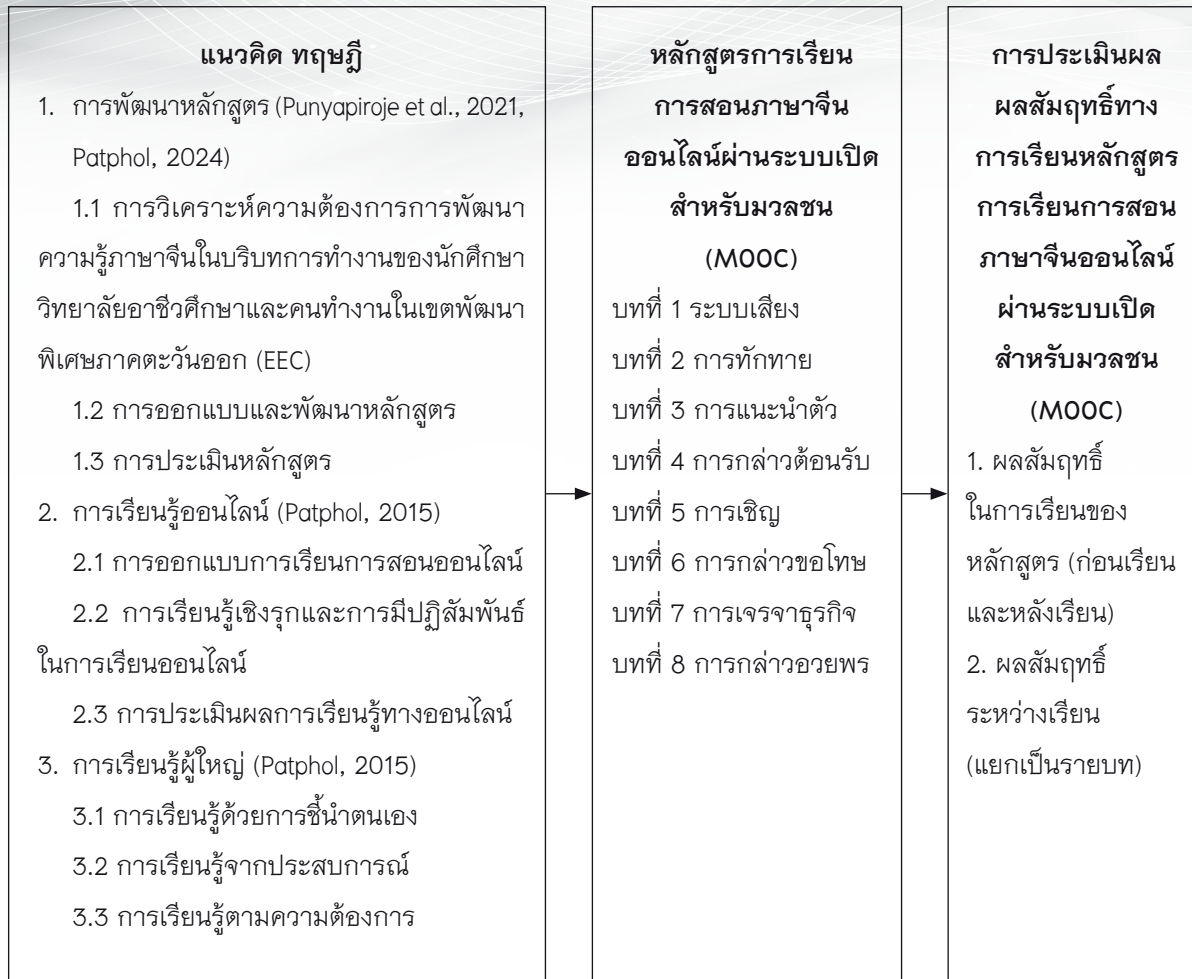 แนวคิด ทฤษฎี
1. การพัฒนาหลักสูตร (Punyapiroje et al., 2021,
Patphol, 2024)
1.1 การวิเคราะห์ความต้องการการพัฒนา
ความรู้ภาษาจีนในบริบทการทำงานของนักศึกษา
วิทยาลัยอาชีวศึกษาและคนทำงานในเขตพัฒนา
พิเศษภาคตะวันออก (EEC)
1.2 การออกแบบและพัฒนาหลักสูตร
1.3 การประเมินหลักสูตร
2. การเรียนรู้ออนไลน์ (Patphol, 2015)
2.1 การออกแบบการเรียนการสอนออนไลน์
2.2 การเรียนรู้เชิงรุกและการมีปฏิสัมพันธ์
ในการเรียนออนไลน์
2.3 การประเมินผลการเรียนรู้ทางออนไลน์
3. การเรียนรู้ผู้ใหญ่ (Patphol, 2015)
3.1 การเรียนรู้ด้วยการชี้นำตนเอง
3.2 การเรียนรู้จากประสบการณ์
3.3 การเรียนรู้ตามความต้องการ
หลักสูตรการเรียน
การสอนภาษาจีน
ออนไลน์ผ่านระบบเปิด
สำหรับมวลชน
(MOOC)
บทที่ 1 ระบบเสียง
บทที่ 2 การทักทาย
บทที่ 3 การแนะนำตัว
บทที่ 4 การกล่าวต้อนรับ
บทที่ 5 การเชิญ
บทที่ 6 การกล่าวขอโทษ
บทที่ 7 การเจรจาธุรกิจ
บทที่ 8 การกล่าวอวยพร
การประเมินผล
ผลสัมฤทธิ์ทาง
การเรียนหลักสูตร
การเรียนการสอน
ภาษาจีนออนไลน์
ผ่านระบบเปิด
สำหรับมวลชน
(MOOC)
1. ผลสัมฤทธิ์
ในการเรียนของ
หลักสูตร (ก่อนเรียน
และหลังเรียน)
2. ผลสัมฤทธิ์
ระหว่างเรียน
(แยกเป็นรายบท)